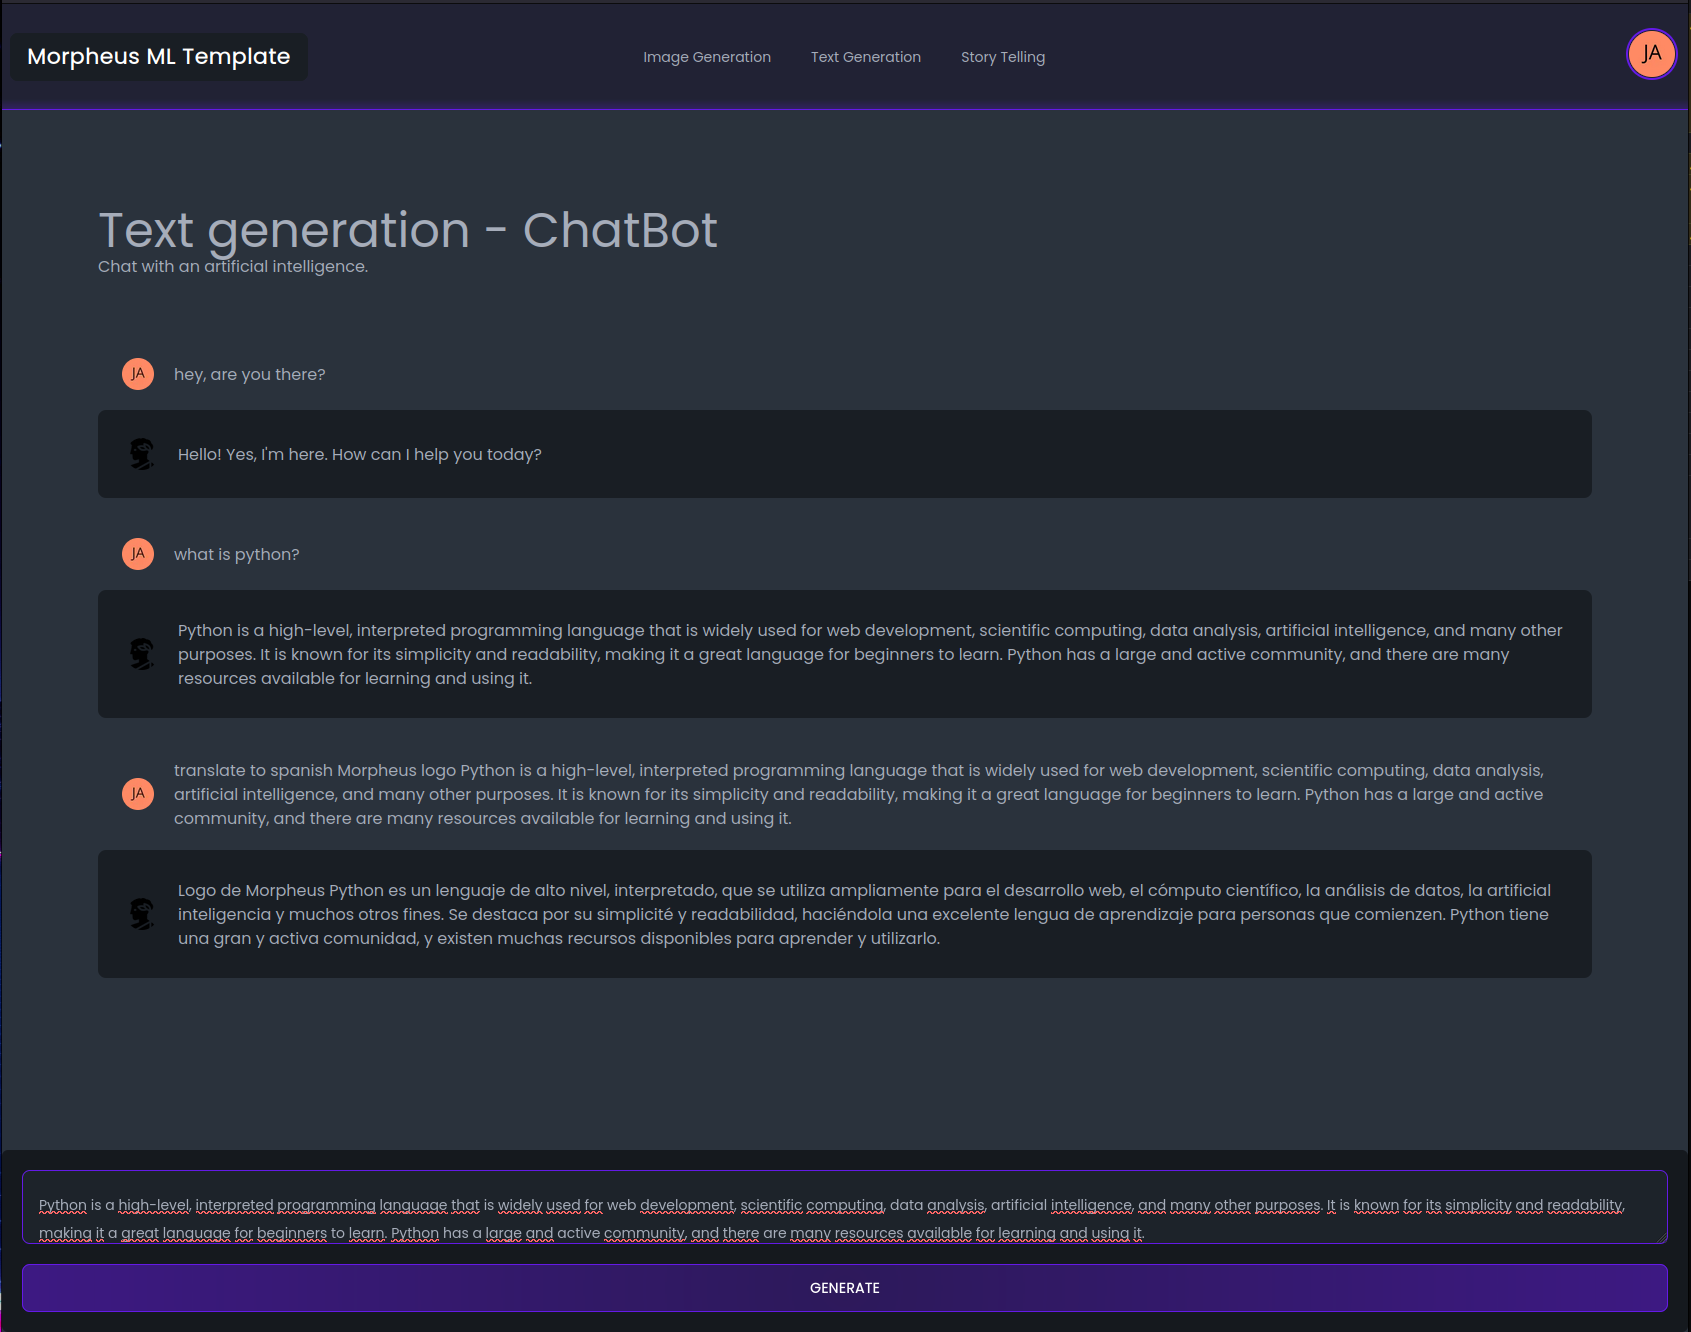 Morpheus ML Template
Image Generation
Text Generation
Story Telling
JA
Text generation - ChatBot
Chat with an artificial intelligence.
JA
hey, are you there?
Hello! Yes, I'm here. How can I help you today?
JA
what is python?
Python is a high-level, interpreted programming language that is widely used for web development, scientific computing, data analysis, artificial intelligence, and many other
purposes. It is known for its simplicity and readability, making it a great language for beginners to learn. Python has a large and active community, and there are many
resources available for learning and using it.
JA
translate to spanish Morpheus logo Python is a high-level, interpreted programming language that is widely used for web development, scientific computing, data analysis,
artificial intelligence, and many other purposes. It is known for its simplicity and readability, making it a great language for beginners to learn. Python has a large and active
community, and there are many resources available for learning and using it.
Logo de Morpheus Python es un lenguaje de alto nivel, interpretado, que se utiliza ampliamente para el desarrollo web, el cómputo científico, la análisis de datos, la artificial
inteligencia y muchos otros fines. Se destaca por su simplicité y readabilidad, haciéndola una excelente lengua de aprendizaje para personas que comienzen. Python tiene
una gran y activa comunidad, y existen muchas recursos disponibles para aprender y utilizarlo.
Python is a high-level, interpreted programming language that is widely used for web development, scientific computing, data analysis, artificial intelligence, and many other purposes. It is known for its simplicity and readability,
making it a great language for beginners to learn. Python has a large and active community, and there are many resources available for learning and using it.
GENERATE